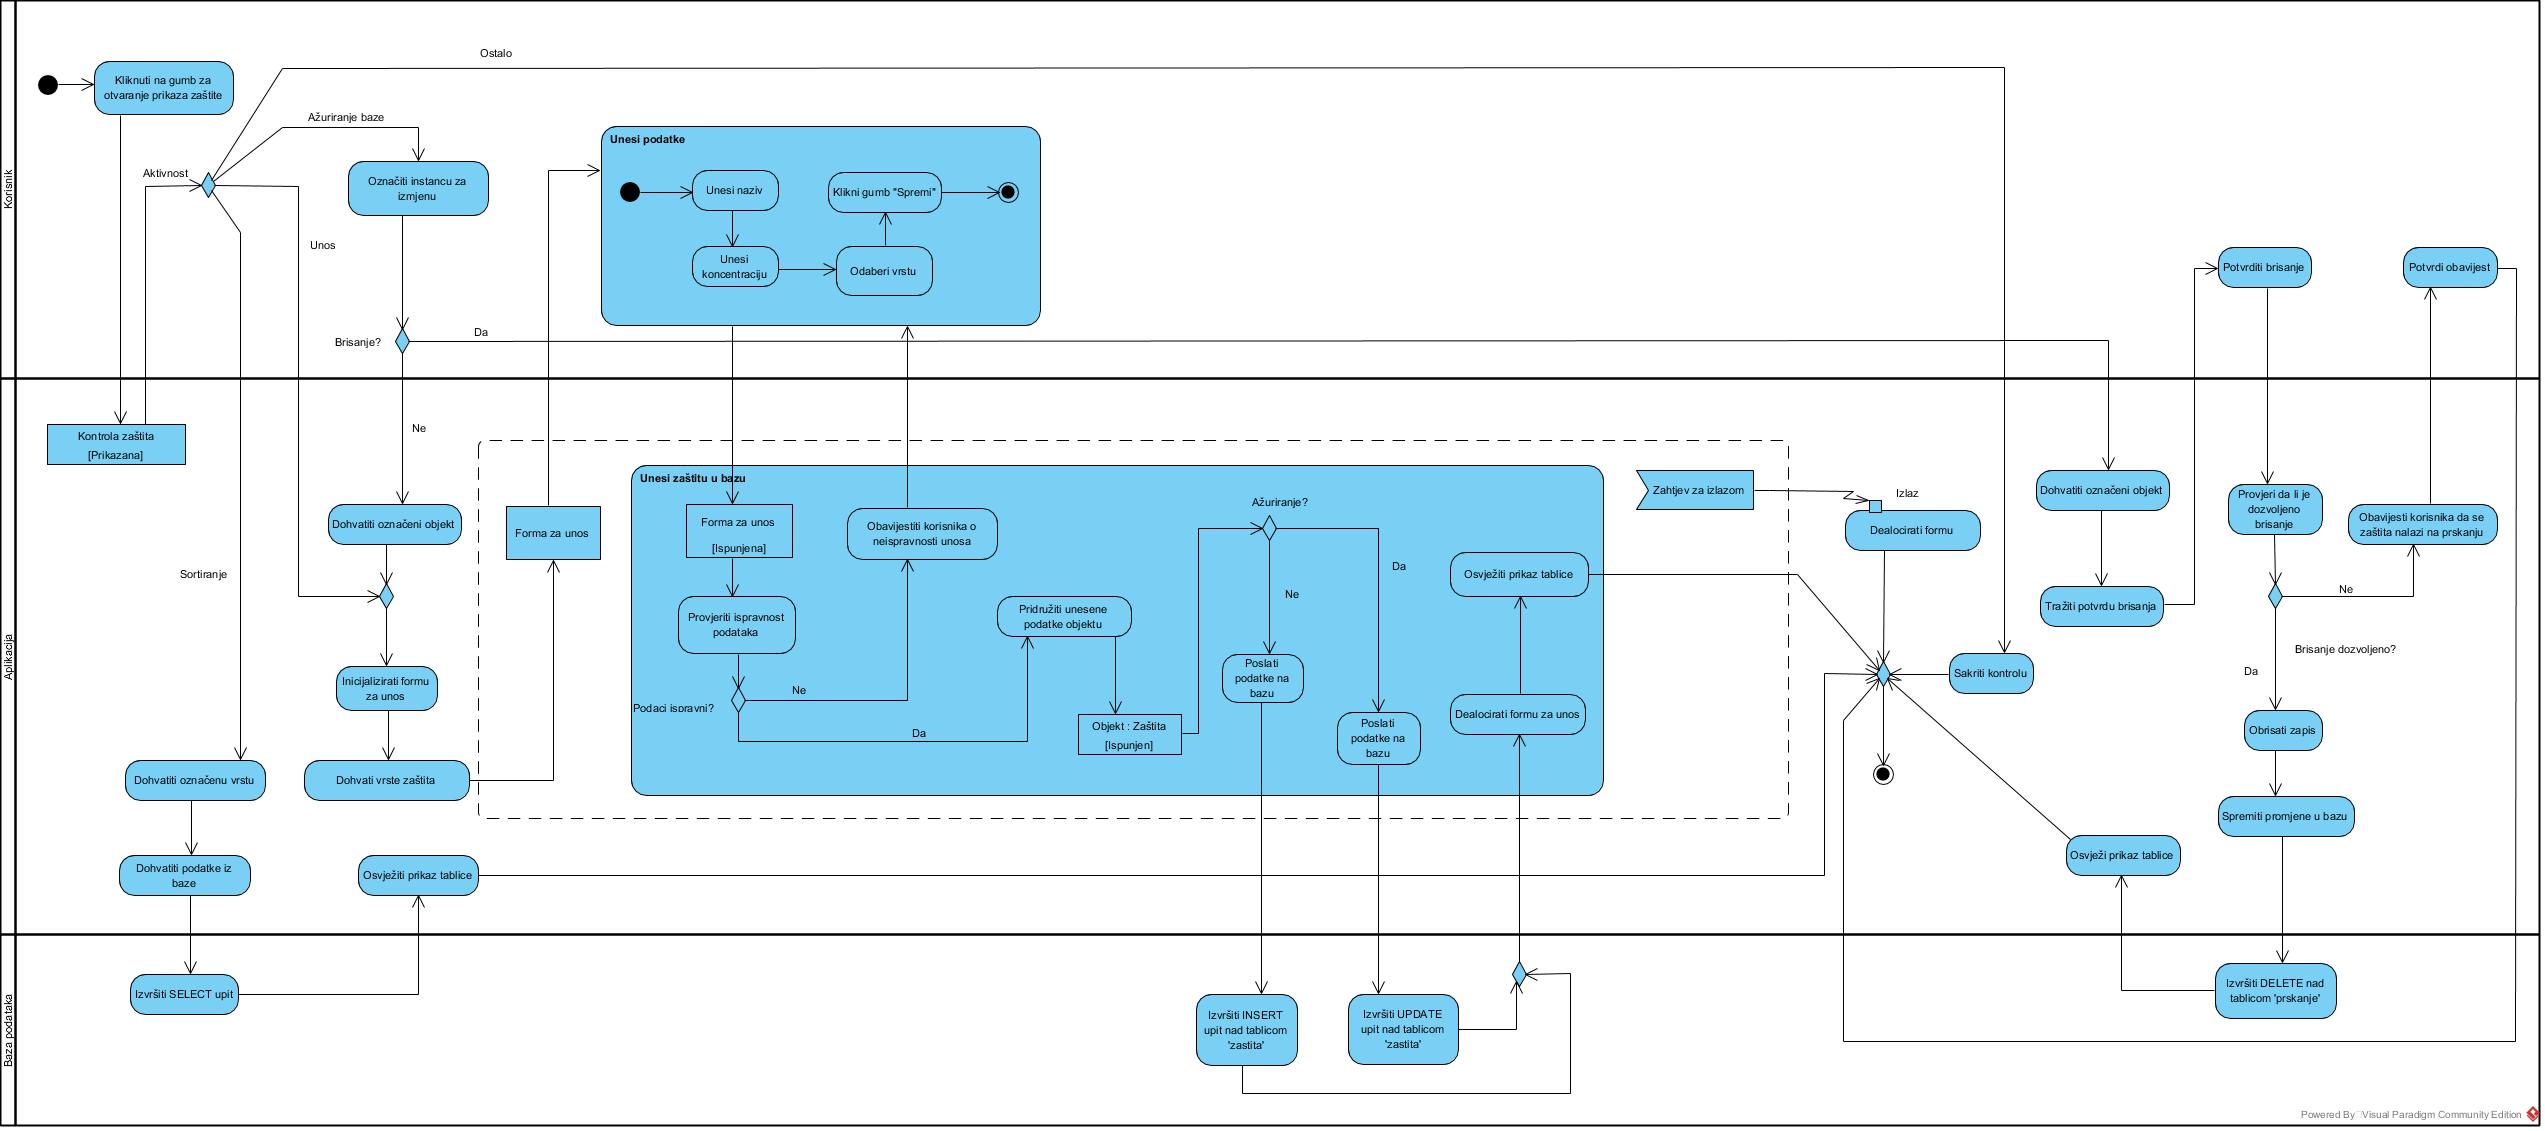 Korisnik
Ostalo
Kliknuti na gumb za
otvaranje prikaza zaštite
Ažuriranje baze
Aktivnost
Označiti instancu za
izmjenu
Unos
Brisanje?
Da
Unesi podatke
Unesi naziv
Klikni gumb "Spremi"
Unesi
koncentraciju
Odaberi vrstu
Potvrditi brisanje
Potvrdi obavijest
Aplikacija
Kontrola zaštita
[Prikazana]
Ne
Sortiranje
Dohvatiti označeni objekt
Inicijalizirati formu
za unos
Dohvati vrste zaštita
Dohvatiti označenu vrstu
Dohvatiti podatke iz
baze
Osvježiti prikaz tablice
Forma za unos
Unesi zaštitu u bazu
Forma za unos
[Ispunjena]
Provjeriti ispravnost
podataka
Podaci ispravni?
Ne
Da
Obavijestiti korisnika o
neispravnosti unosa
Pridružiti unesene
podatke objektu
Objekt : Zaštita
[Ispunjen]
Ažuriranje?
Ne
Da
Poslati
podatke na
bazu
Poslati
podatke na
bazu
Osvježiti prikaz tablice
Dealocirati formu za unos
Zahtjev za izlazom
Izlaz
Dealocirati formu
Sakriti kontrolu
Dohvatiti označeni objekt
Tražiti potvrdu brisanja
Provjeri da li je
dozvoljeno
brisanje
Obavijesti korisnika da se
zaštita nalazi na prskanju
Ne
Brisanje dozvoljeno?
Da
Obrisati zapis
Spremiti promjene u bazu
Osvježi prikaz tablice
Baza podataka
Izvršiti SELECT upit
Izvršiti INSERT
upit nad tablicom
'zastita'
Izvršiti UPDATE
upit nad tablicom
'zastita'
Izvršiti DELETE nad
tablicom 'prskanje'
Powered By Visual Paradigm Community Edition